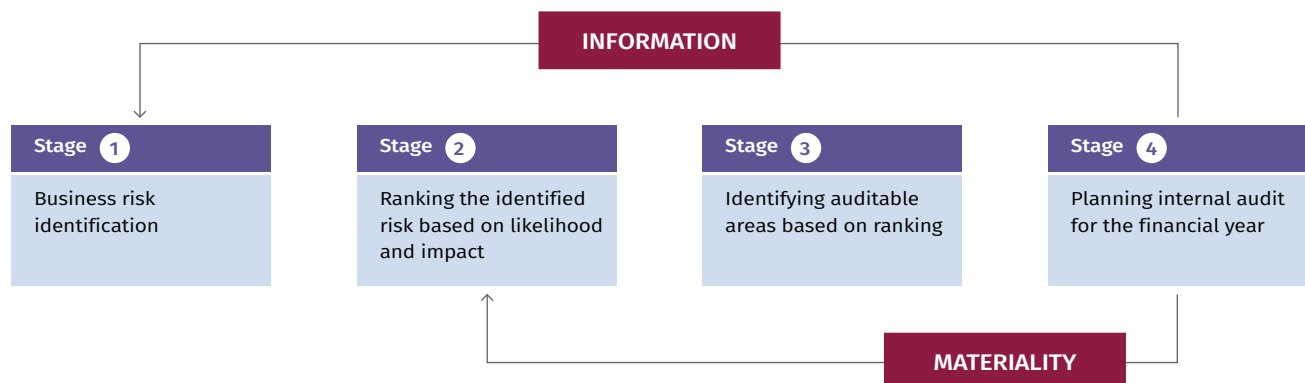 INFORMATION
Stage 1
Business risk
identification
Stage 2
Ranking the identified
risk based on likelihood
and impact
Stage 3
Identifying auditable
areas based on ranking
Stage 4
Planning internal audit
for the financial year
MATERIALITY